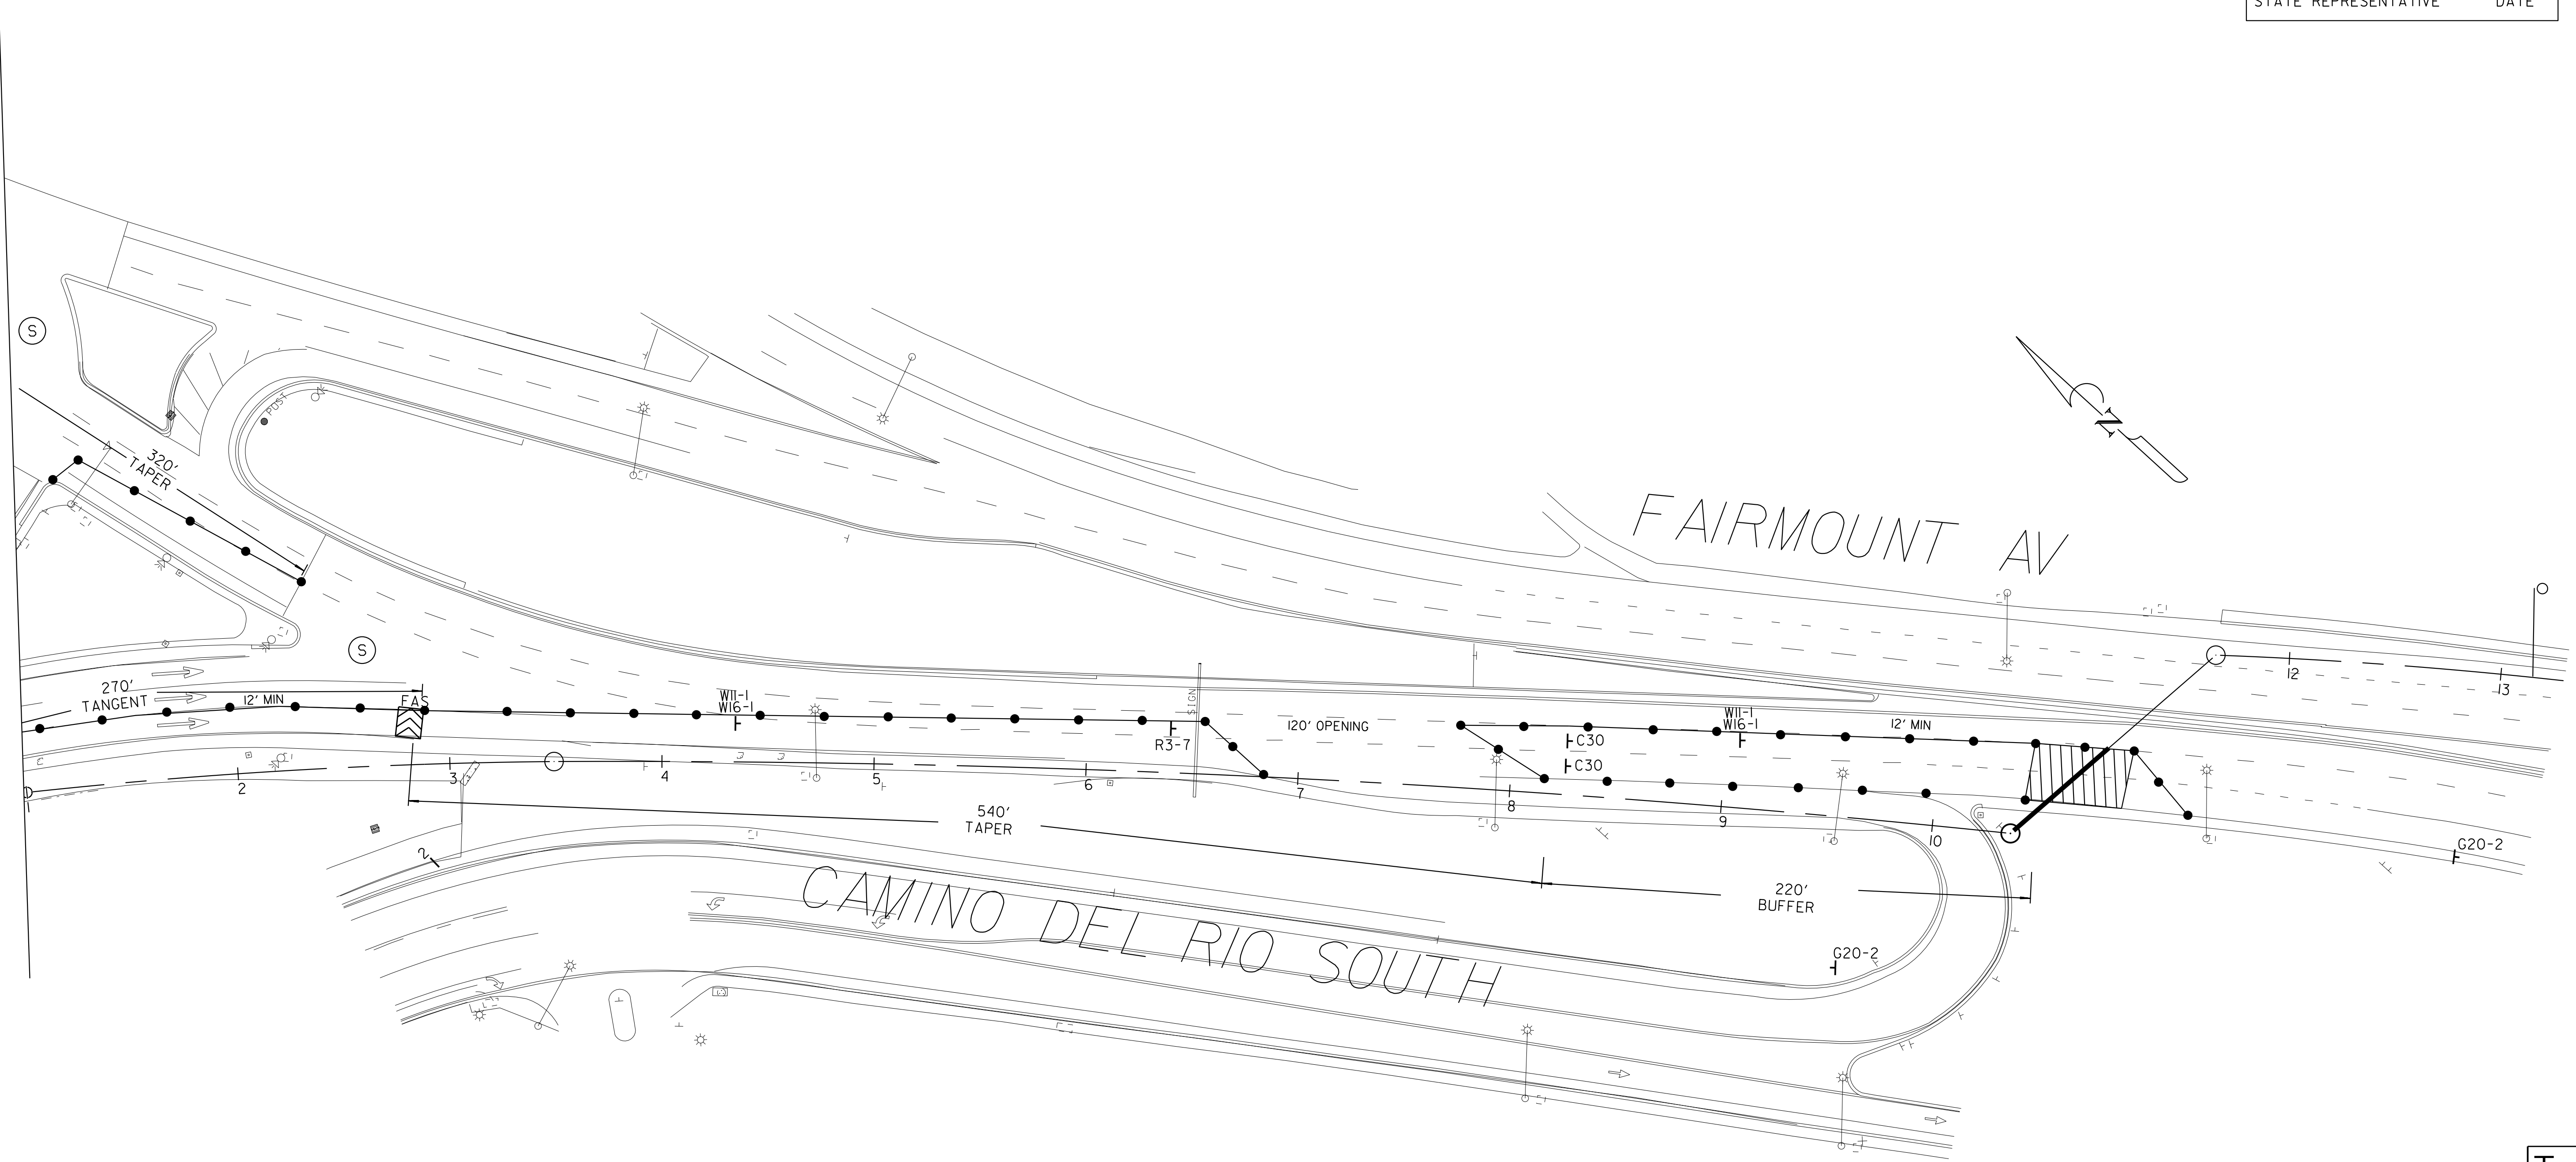 STATE REPRESENTATIVE DATE
S
POST
320'
TAPER
N
FAIRMOUNT AV
S
270'
TANGENT
12' MIN
FAS
W11-1
W16-1
SIGN
R3-7
120' OPENING
C30
C30
W11-1
W16-1
12' MIN
12
13
2
3
4
5
6
7
8
9
10
G20-2
540'
TAPER
2
220'
BUFFER
CAMINO DEL RIO SOUTH
G20-2